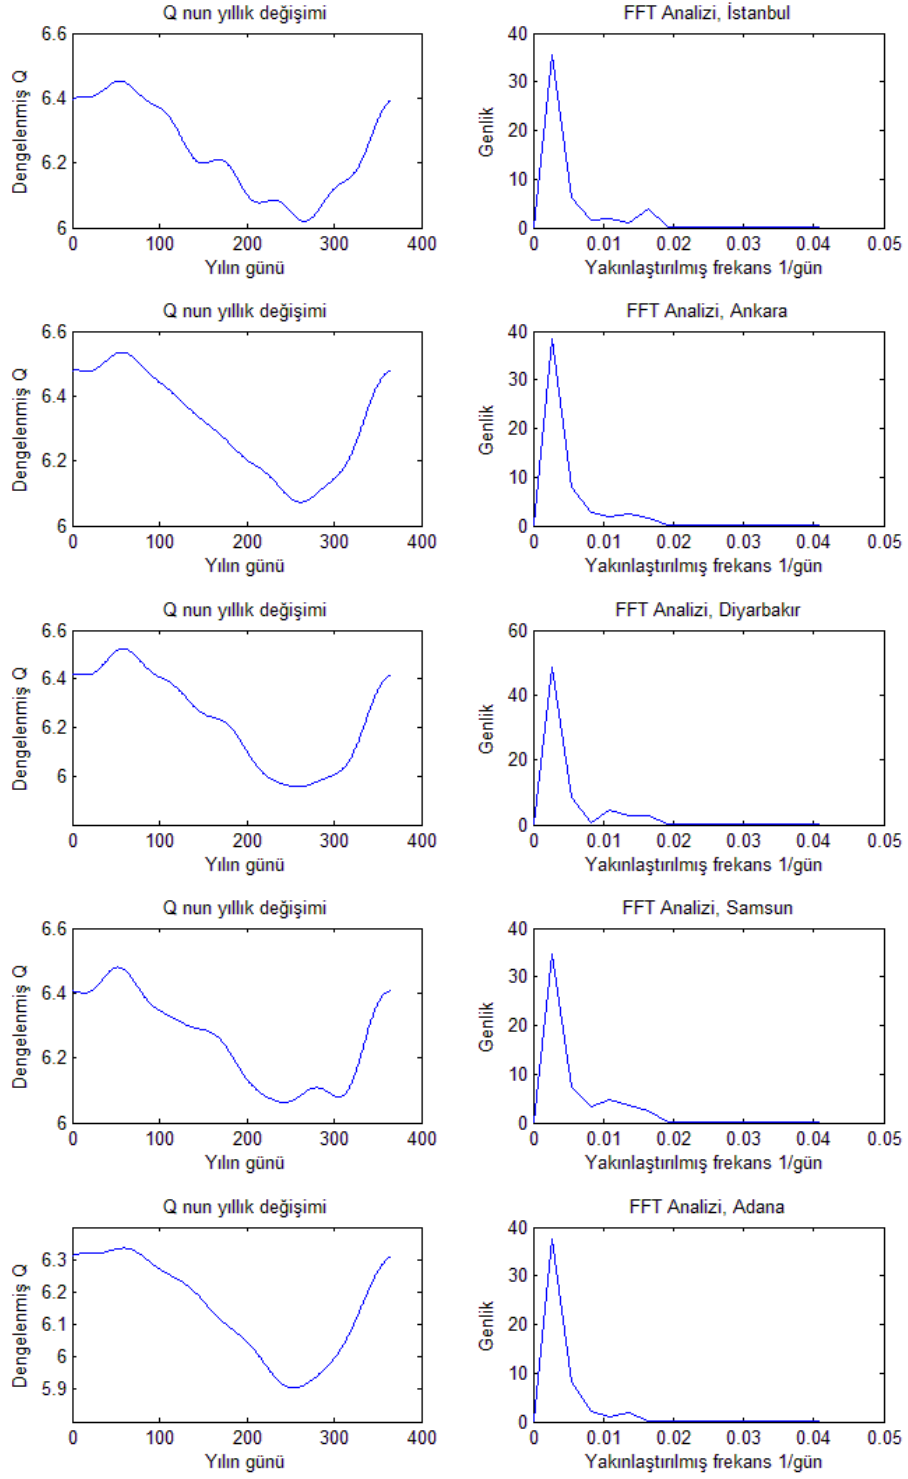 Q nun yıllık değişimi
FFT Analizi, İstanbul
Dengelenmiş Q
6.6
6.4
6.2
6
0 100 200 300 400
Yılın günü
Genlik
40
30
20
10
0
0 0.01 0.02 0.03 0.04 0.05
Yakınlaştırılmış frekans 1/gün
Q nun yıllık değişimi
FFT Analizi, Ankara
Dengelenmiş Q
6.6
6.4
6.2
6
0 100 200 300 400
Yılın günü
Genlik
40
30
20
10
0
0 0.01 0.02 0.03 0.04 0.05
Yakınlaştırılmış frekans 1/gün
Q nun yıllık değişimi
FFT Analizi, Diyarbakır
Dengelenmiş Q
6.6
6.4
6.2
6
0 100 200 300 400
Yılın günü
Genlik
60
40
20
0
0 0.01 0.02 0.03 0.04 0.05
Yakınlaştırılmış frekans 1/gün
Q nun yıllık değişimi
FFT Analizi, Samsun
Dengelenmiş Q
6.6
6.4
6.2
6
0 100 200 300 400
Yılın günü
Genlik
40
30
20
10
0
0 0.01 0.02 0.03 0.04 0.05
Yakınlaştırılmış frekans 1/gün
Q nun yıllık değişimi
FFT Analizi, Adana
Dengelenmiş Q
6.3
6.2
6.1
6
5.9
0 100 200 300 400
Yılın günü
Genlik
40
30
20
10
0
0 0.01 0.02 0.03 0.04 0.05
Yakınlaştırılmış frekans 1/gün